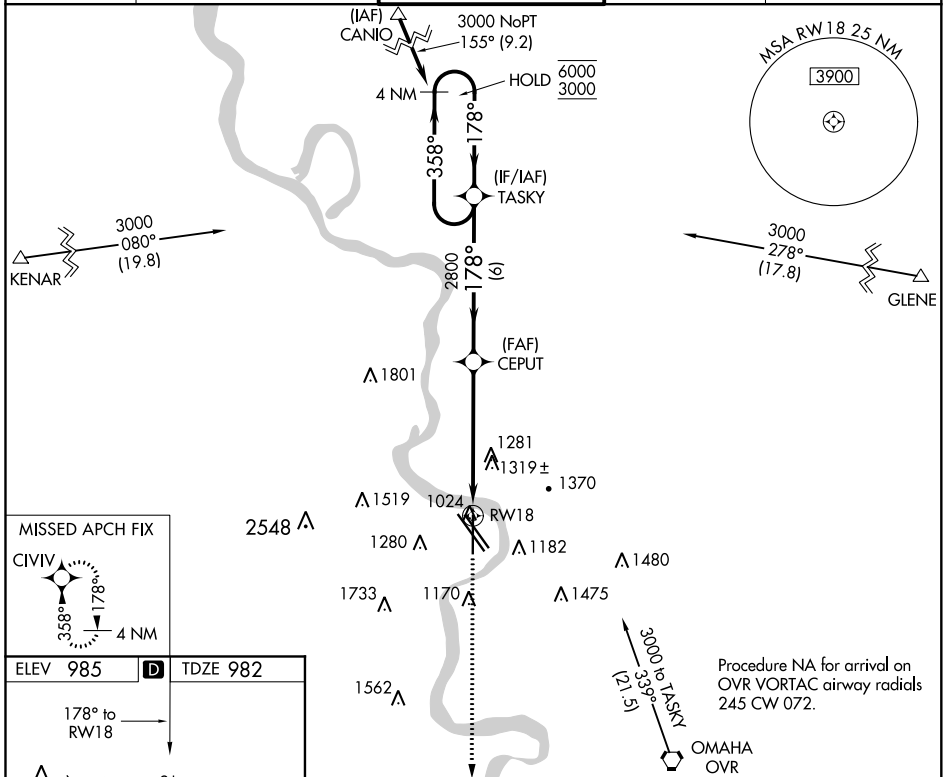 (IAF)
CANIO
3000 NoPT
155° (9.2)
HOLD
6000
3000
4 NM
358°
178°
(IF/IAF)
TASKY
MSA RW18 25 NM
3900
3000
080°
(19.8)
KENAR
3000
278°
(17.8)
GLENE
2800
178°
(6)
(FAF)
CEPUT
1801
1281
1319 ±
1370
1519
1024
RW18
2548
1280
1182
1480
1733
1170
1475
1562
MISSED APCH FIX
CIVIV
358°
178°
4 NM
ELEV 985
D
TDZE 982
178° to
RW18
3000 to TASKY
339°
(21.5)
OMAHA
OVR
Procedure NA for arrival on
OVR VORTAC airway radials
245 CW 072.